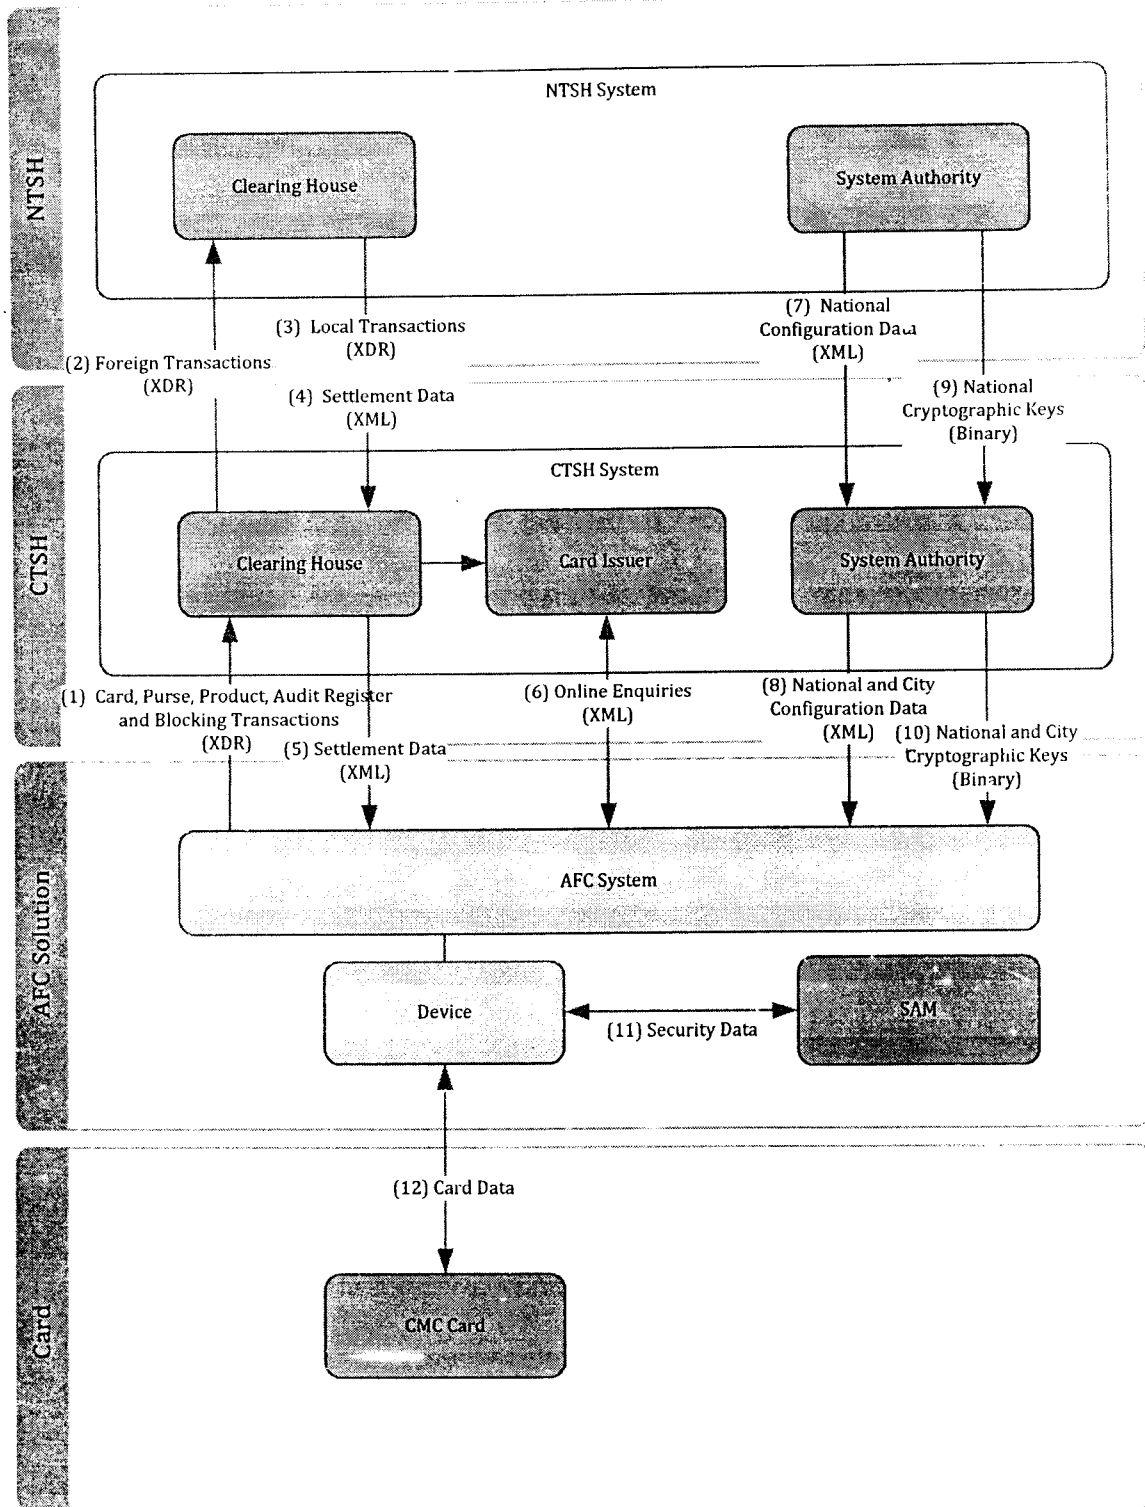 NTSH
NTSH System
Clearing House
System Authority
(3) Local Transactions
(XDR)
(7) National
Configuration Data
(XML)
(2) Foreign Transactions
(XDR)
(4) Settlement Data
(XML)
(9) National
Cryptographic Keys
(Binary)
CTSH
CTSH System
Clearing House
Card Issuer
System Authority
(1) Card, Purse, Product, Audit Register
and Blocking Transactions
(XDR)
(5) Settlement Data
(XML)
(6) Online Enquiries
(XML)
(8) National and City
Configuration Data
(XML)
(10) National and City
Cryptographic Keys
(Binary)
AFC Solution
AFC System
Device
(11) Security Data
SAM
Card
(12) Card Data
CMC Card